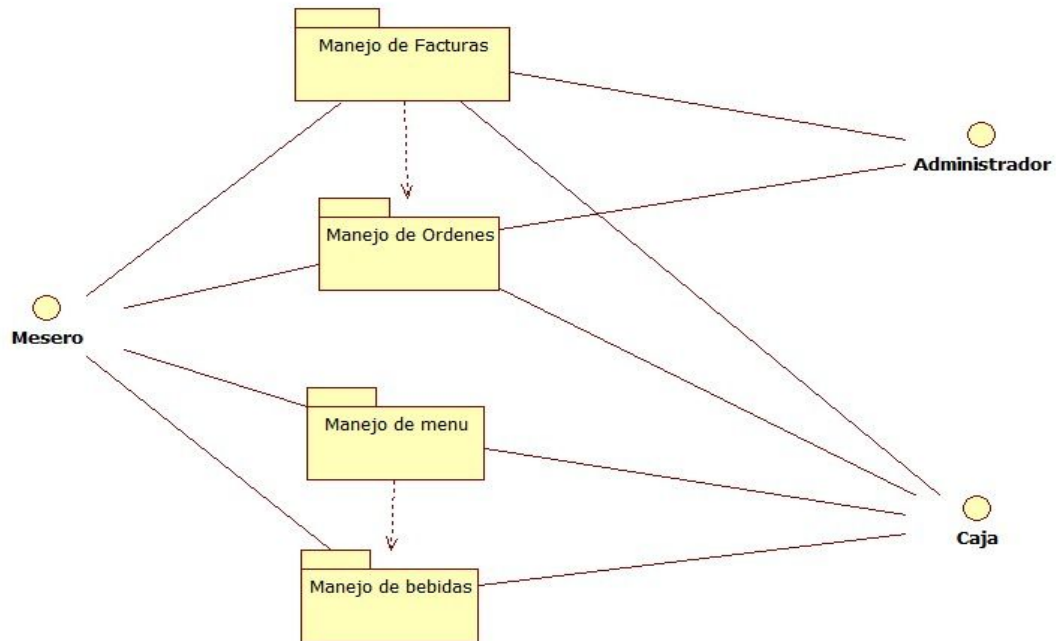 Manejo de Facturas
Administrador
Manejo de Ordenes
Mesero
Manejo de menu
Caja
Manejo de bebidas